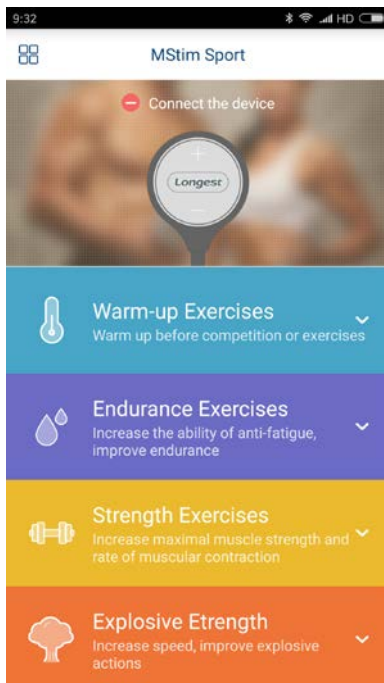 9:32
HD
MStim Sport
Connect the device
Longest
Warm-up Exercises
Warm up before competition or exercises
Endurance Exercises
Increase the ability of anti-fatigue,
improve endurance
Strength Exercises
Increase maximal muscle strength and
rate of muscular contraction
Explosive Etrength
Increase speed, improve explosive
actions